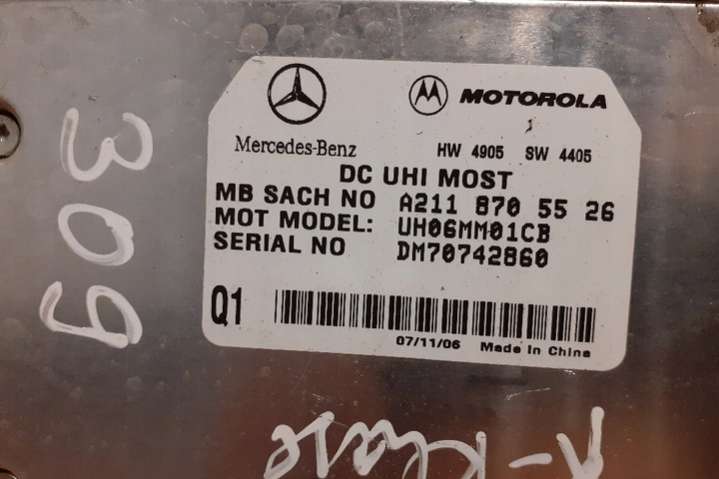 Mercedes-Benz
MOTOROLA
HW 4905 SW 4405
DC UHI MOST
MB SACH NO A211 870 55 26
MOT MODEL: UH06MM01CB
SERIAL NO DM70742860
Q1
07/11/06 Made in China
309
A-Klasse